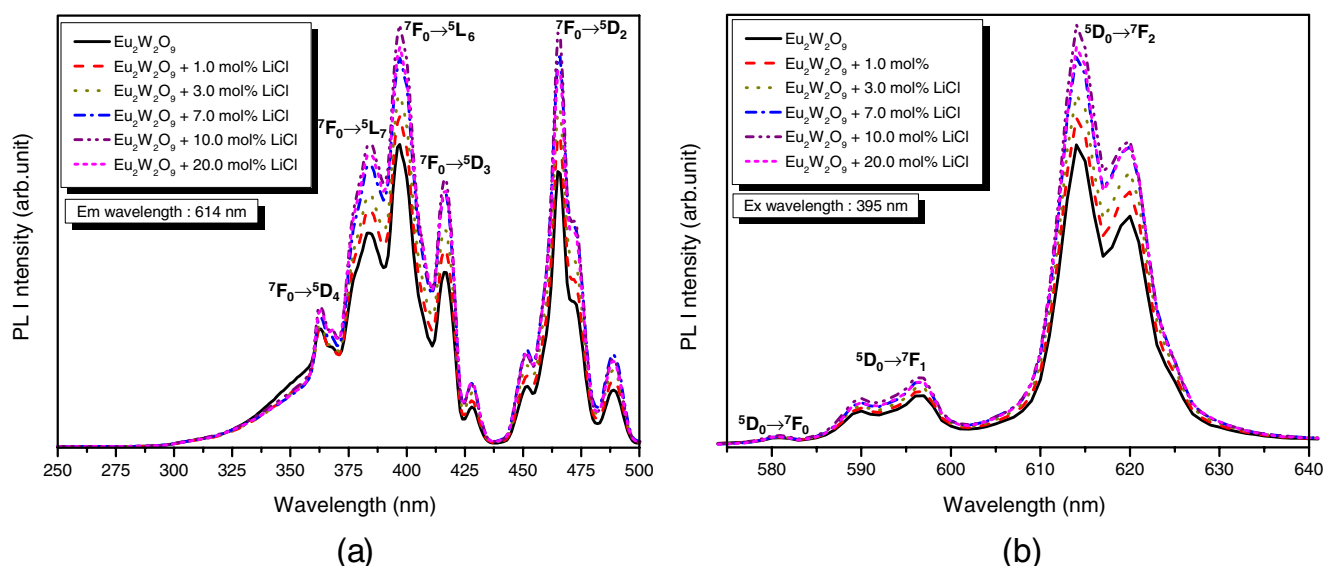 Eu₂W₂O₉
Eu₂W₂O₉ + 1.0 mol% LiCl
Eu₂W₂O₉ + 3.0 mol% LiCl
Eu₂W₂O₉ + 7.0 mol% LiCl
Eu₂W₂O₉ + 10.0 mol% LiCl
Eu₂W₂O₉ + 20.0 mol% LiCl
Em wavelength : 614 nm
⁷F₀→⁵L₆
⁷F₀→⁵D₂
⁷F₀→⁵L₇
⁷F₀→⁵D₃
⁷F₀→⁵D₄
PL I ntensity (arb.unit)
250 275 300 325 350 375 400 425 450 475 500
Wavelength (nm)
(a)
Eu₂W₂O₉
Eu₂W₂O₉ + 1.0 mol%
Eu₂W₂O₉ + 3.0 mol% LiCl
Eu₂W₂O₉ + 7.0 mol% LiCl
Eu₂W₂O₉ + 10.0 mol% LiCl
Eu₂W₂O₉ + 20.0 mol% LiCl
Ex wavelength : 395 nm
⁵D₀→⁷F₂
⁵D₀→⁷F₁
⁵D₀→⁷F₀
PL I ntensity (arb.unit)
580 590 600 610 620 630 640
Wavelength (nm)
(b)